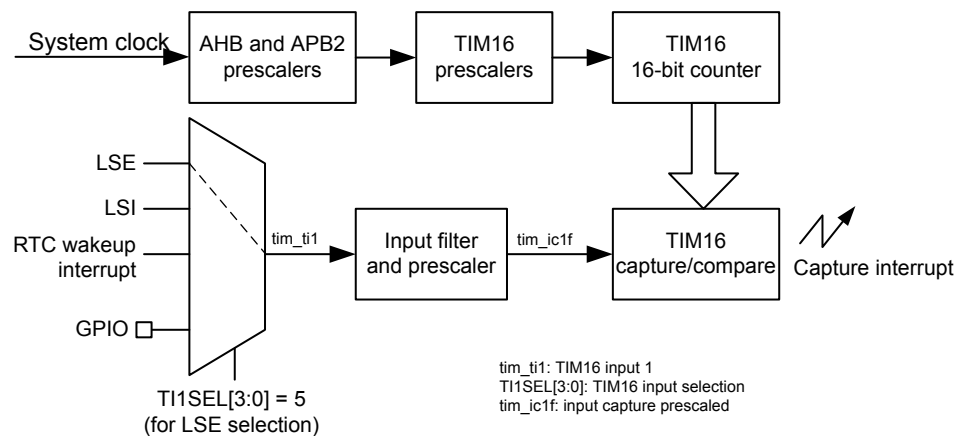 System clock
AHB and APB2
prescalers
TIM16
prescalers
TIM16
16-bit counter
LSE
LSI
RTC wakeup
interrupt
GPIO
tim_ti1
Input filter
and prescaler
tim_ic1f
TIM16
capture/compare
Capture interrupt
TI1SEL[3:0] = 5
(for LSE selection)
tim_ti1: TIM16 input 1
TI1SEL[3:0]: TIM16 input selection
tim_ic1f: input capture prescaled